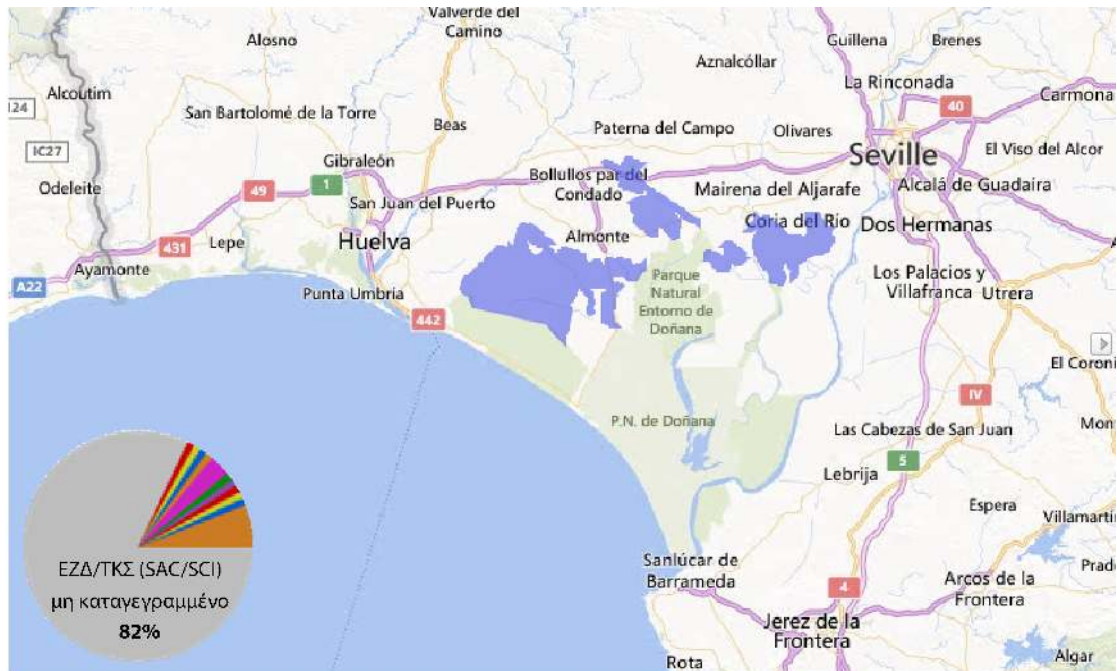 Valverde del
Camino
Alosno
Guillena
Brenes
Aznalcóllar
La Rinconada
Alcoutim
124
San Bartolomé de la Torre
40
Carmona
Beas
Paterna del Campo
Olivares
IC27
Seville
El Viso del Alcor
Gibraleón
Odeleite
49
1
Bollullos par del
Condado
Mairena del Aljarafe
Alcalá de Guadaira
San Juan del Puerto
Coria del Río
Dos Hermanas
Lepe
Huelva
Almonte
431
Ayamonte
A22
Punta Umbría
Parque
Natural
Entorno de
Doñana
Los Palacios y
Villafranca
Utrera
442
El Coroni
IV
P.N. de Doñana
Las Cabezas de San Juan
Mon
5
Lebrija
Espera
Villamartín
ΕΖΔ/ΤΚΣ (SAC/SCI)
μη καταγεγραμμένο
82%
Sanlúcar de
Barrameda
4
Arcos de la
Frontera
Prad
Jerez de la
Frontera
Rota
Algar